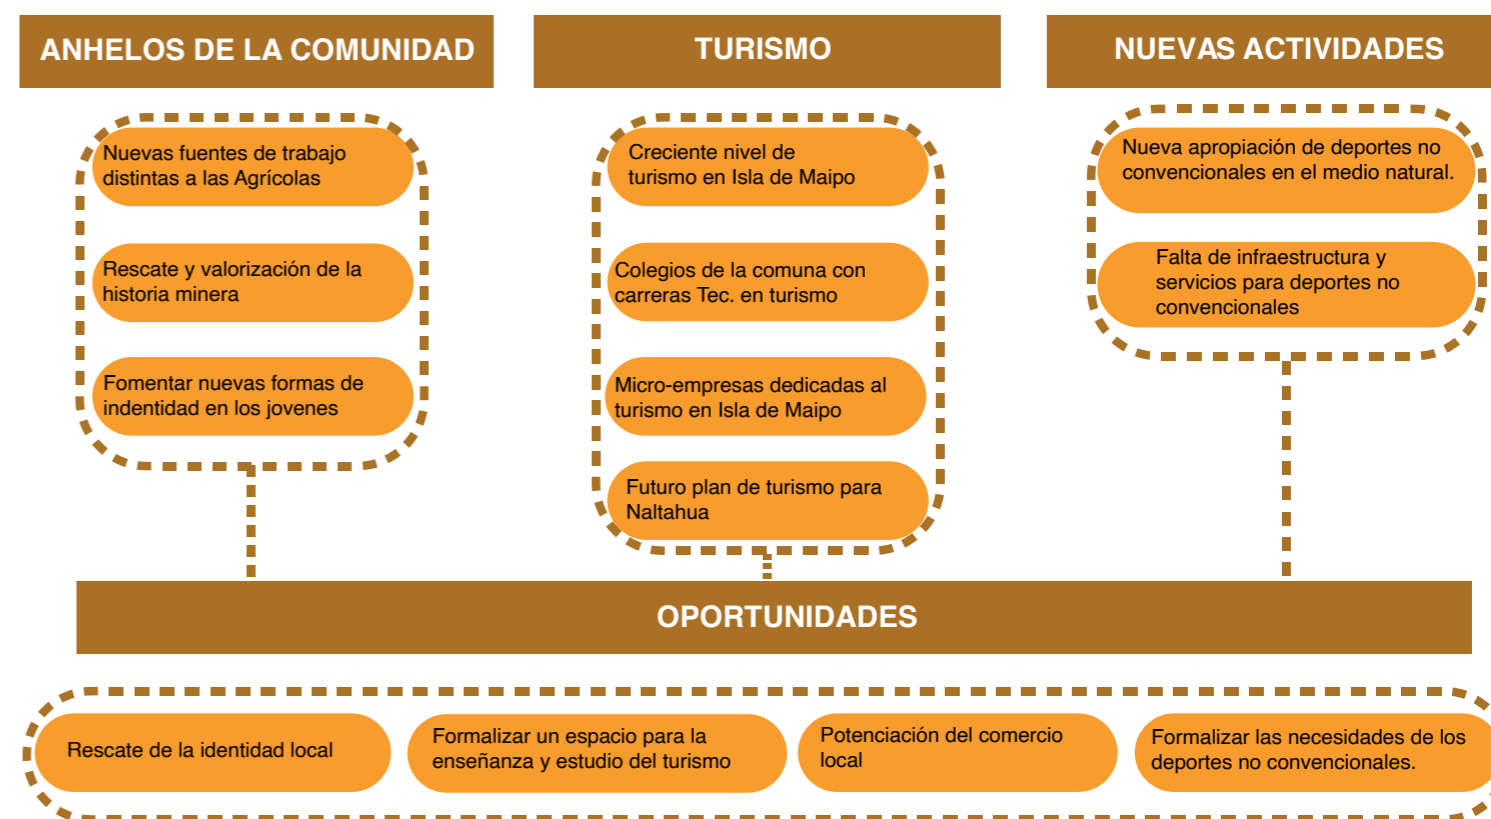 ANHELOS DE LA COMUNIDAD
Nuevas fuentes de trabajo
distintas a las Agrícolas
Rescate y valorización de la
historia minera
Fomentar nuevas formas de
indentidad en los jovenes
TURISMO
Creciente nivel de
turismo en Isla de Maipo
Colegios de la comuna con
carreras Tec. en turismo
Micro-empresas dedicadas al
turismo en Isla de Maipo
Futuro plan de turismo para
Naltahua
NUEVAS ACTIVIDADES
Nueva apropiación de deportes no
convencionales en el medio natural.
Falta de infraestructura y
servicios para deportes no
convencionales
OPORTUNIDADES
Rescate de la identidad local
Formalizar un espacio para la
enseñanza y estudio del turismo
Potenciación del comercio
local
Formalizar las necesidades de los
deportes no convencionales.